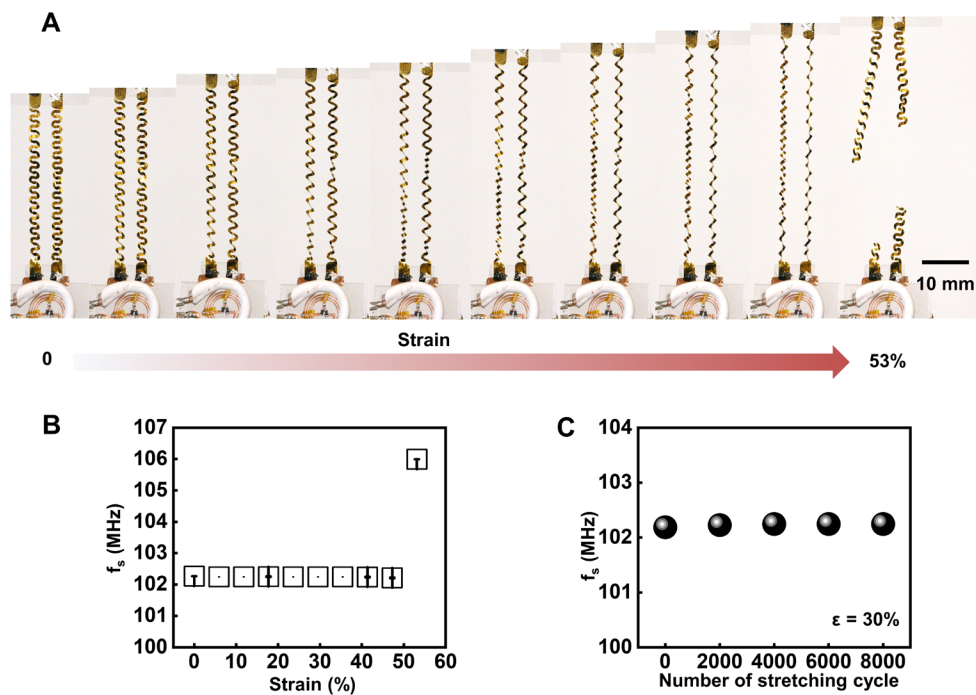 A
10 mm
Strain
0
53%
B
107
106
105
104
103
102
101
100
fs (MHz)
0 10 20 30 40 50 60
Strain (%)
C
104
103
102
101
100
fs (MHz)
ε = 30%
0 2000 4000 6000 8000
Number of stretching cycle